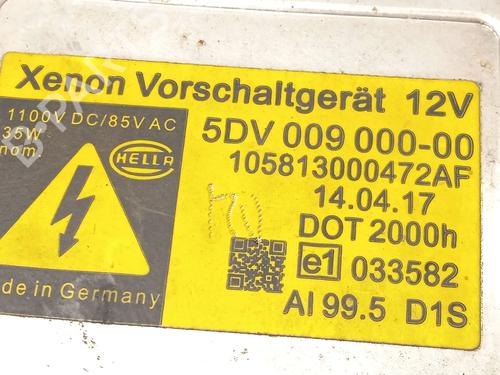 Xenon Vorschaltgerät 12V
1100V DC/85V AC
35W
nom.
HELLA
5DV 009 000-00
105813000472AF
14.04.17
DOT 2000h
e1 033582
Al 99.5 D1S
de in Germany